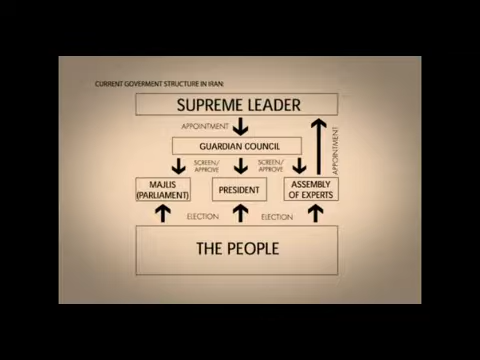 CURRENT GOVERMENT STRUCTURE IN IRAN:
SUPREME LEADER
APPOINTMENT
GUARDIAN COUNCIL
SCREEN/
APPROVE
SCREEN/
APPROVE
APPOINTMENT
MAJLIS
(PARLIAMENT)
PRESIDENT
ASSEMBLY
OF EXPERTS
ELECTION
ELECTION
THE PEOPLE